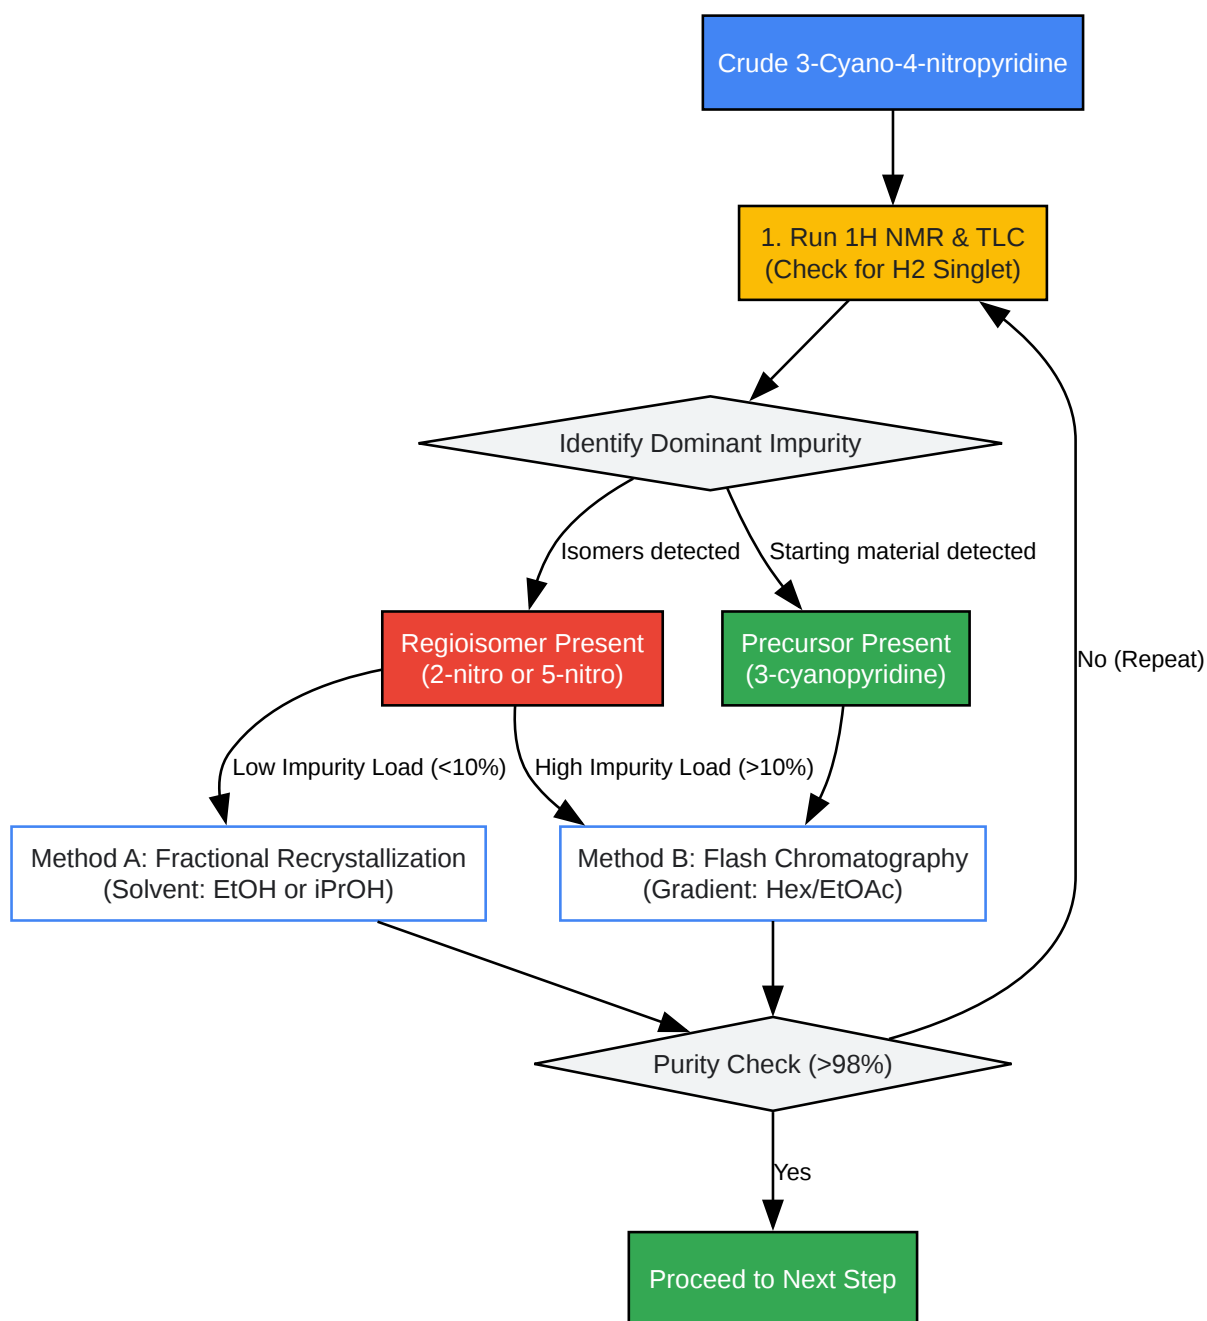 Crude 3-Cyano-4-nitropyridine
1. Run 1H NMR & TLC
(Check for H2 Singlet)
Identify Dominant Impurity
Isomers detected
Starting material detected
Regioisomer Present
(2-nitro or 5-nitro)
Precursor Present
(3-cyanopyridine)
No (Repeat)
Low Impurity Load (<10%)
High Impurity Load (>10%)
Method A: Fractional Recrystallization
(Solvent: EtOH or iPrOH)
Method B: Flash Chromatography
(Gradient: Hex/EtOAc)
Purity Check (>98%)
Yes
Proceed to Next Step